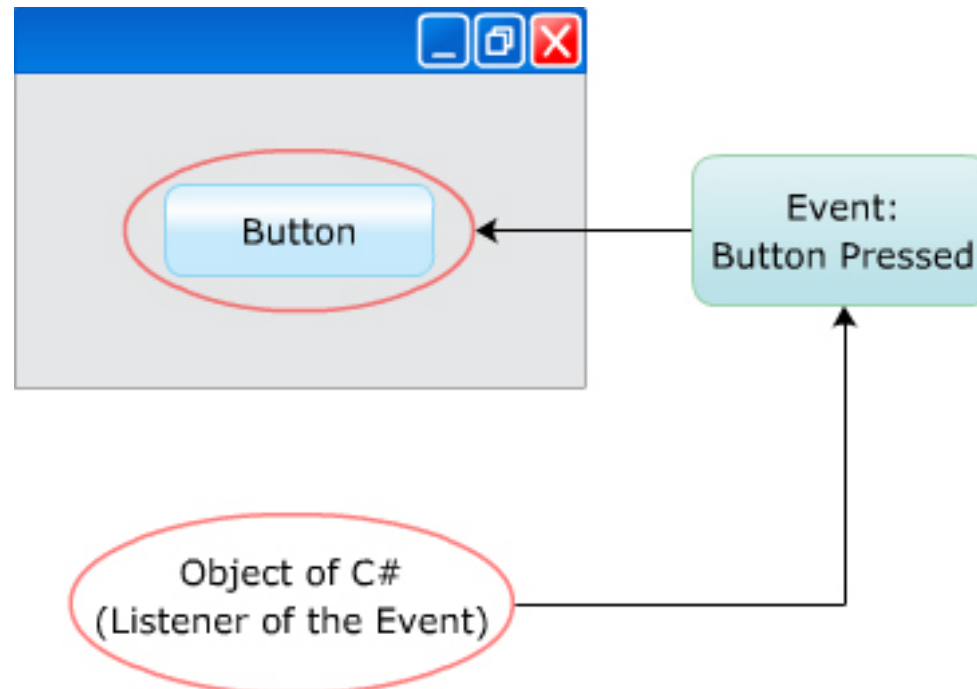 Button
Event:
Button Pressed
Object of C#
(Listener of the Event)